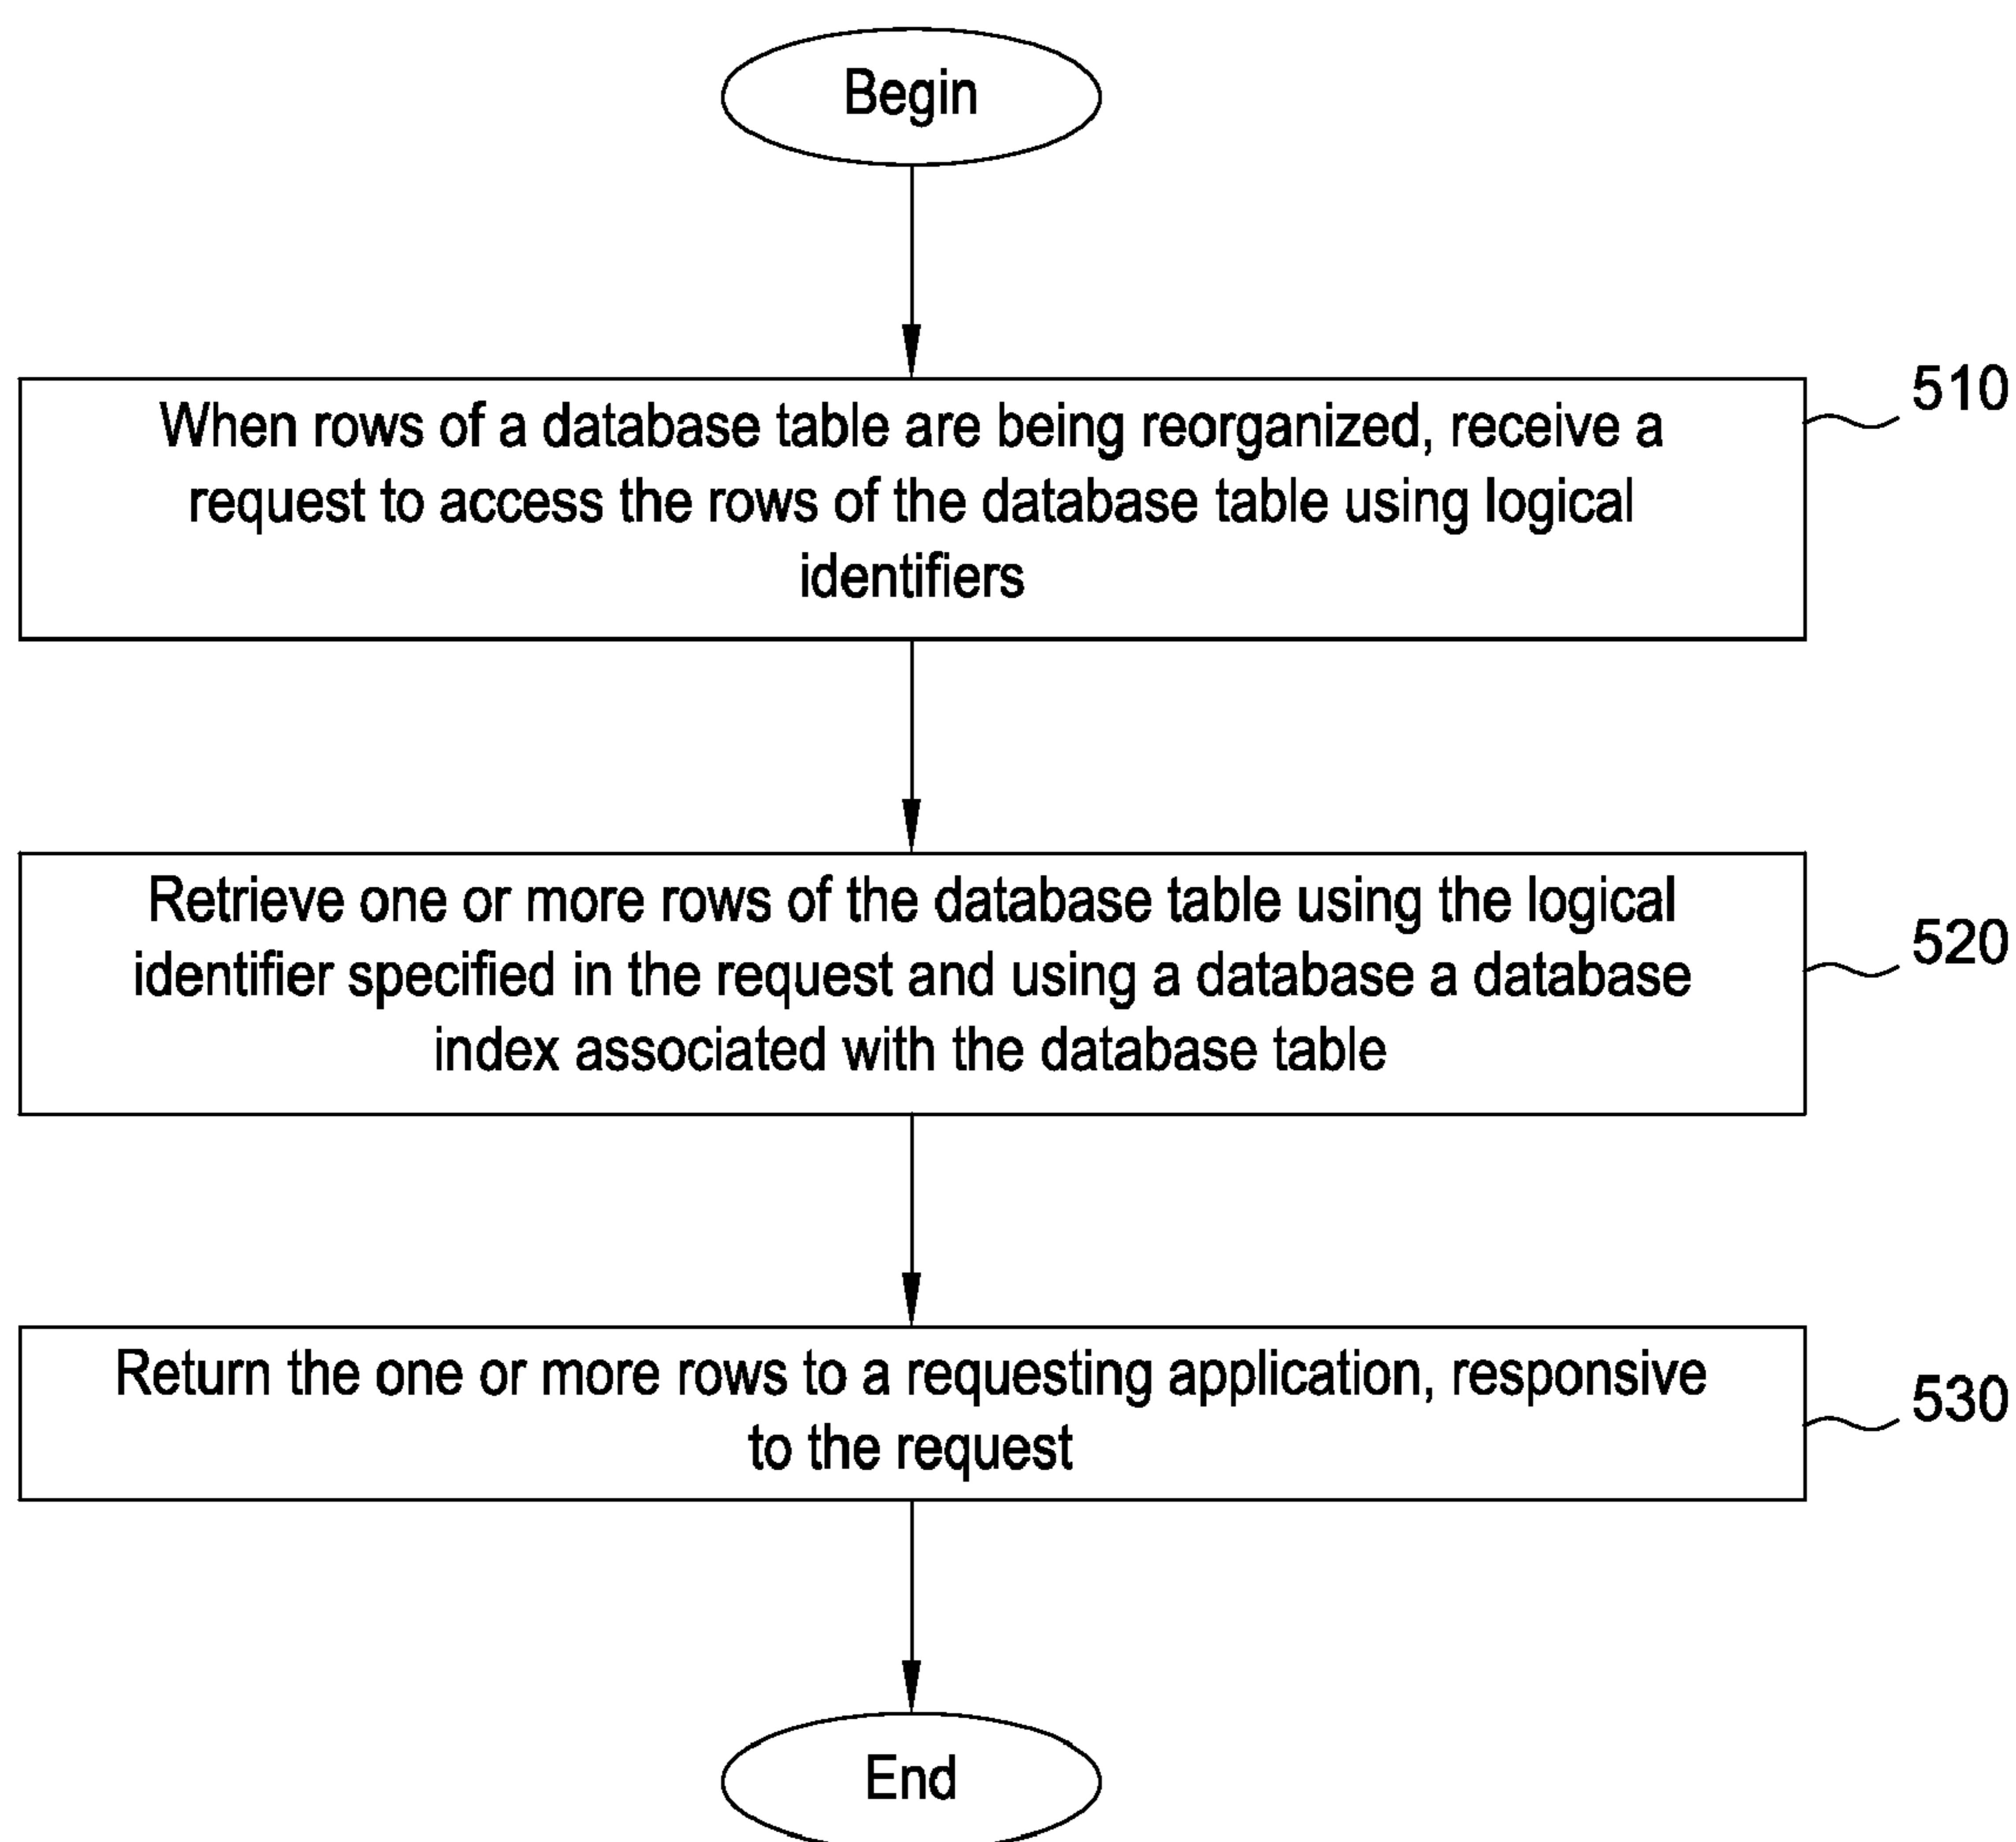 Begin
When rows of a database table are being reorganized, receive a
request to access the rows of the database table using logical
identifiers
510
Retrieve one or more rows of the database table using the logical
identifier specified in the request and using a database a database
index associated with the database table
520
Return the one or more rows to a requesting application, responsive
to the request
530
End